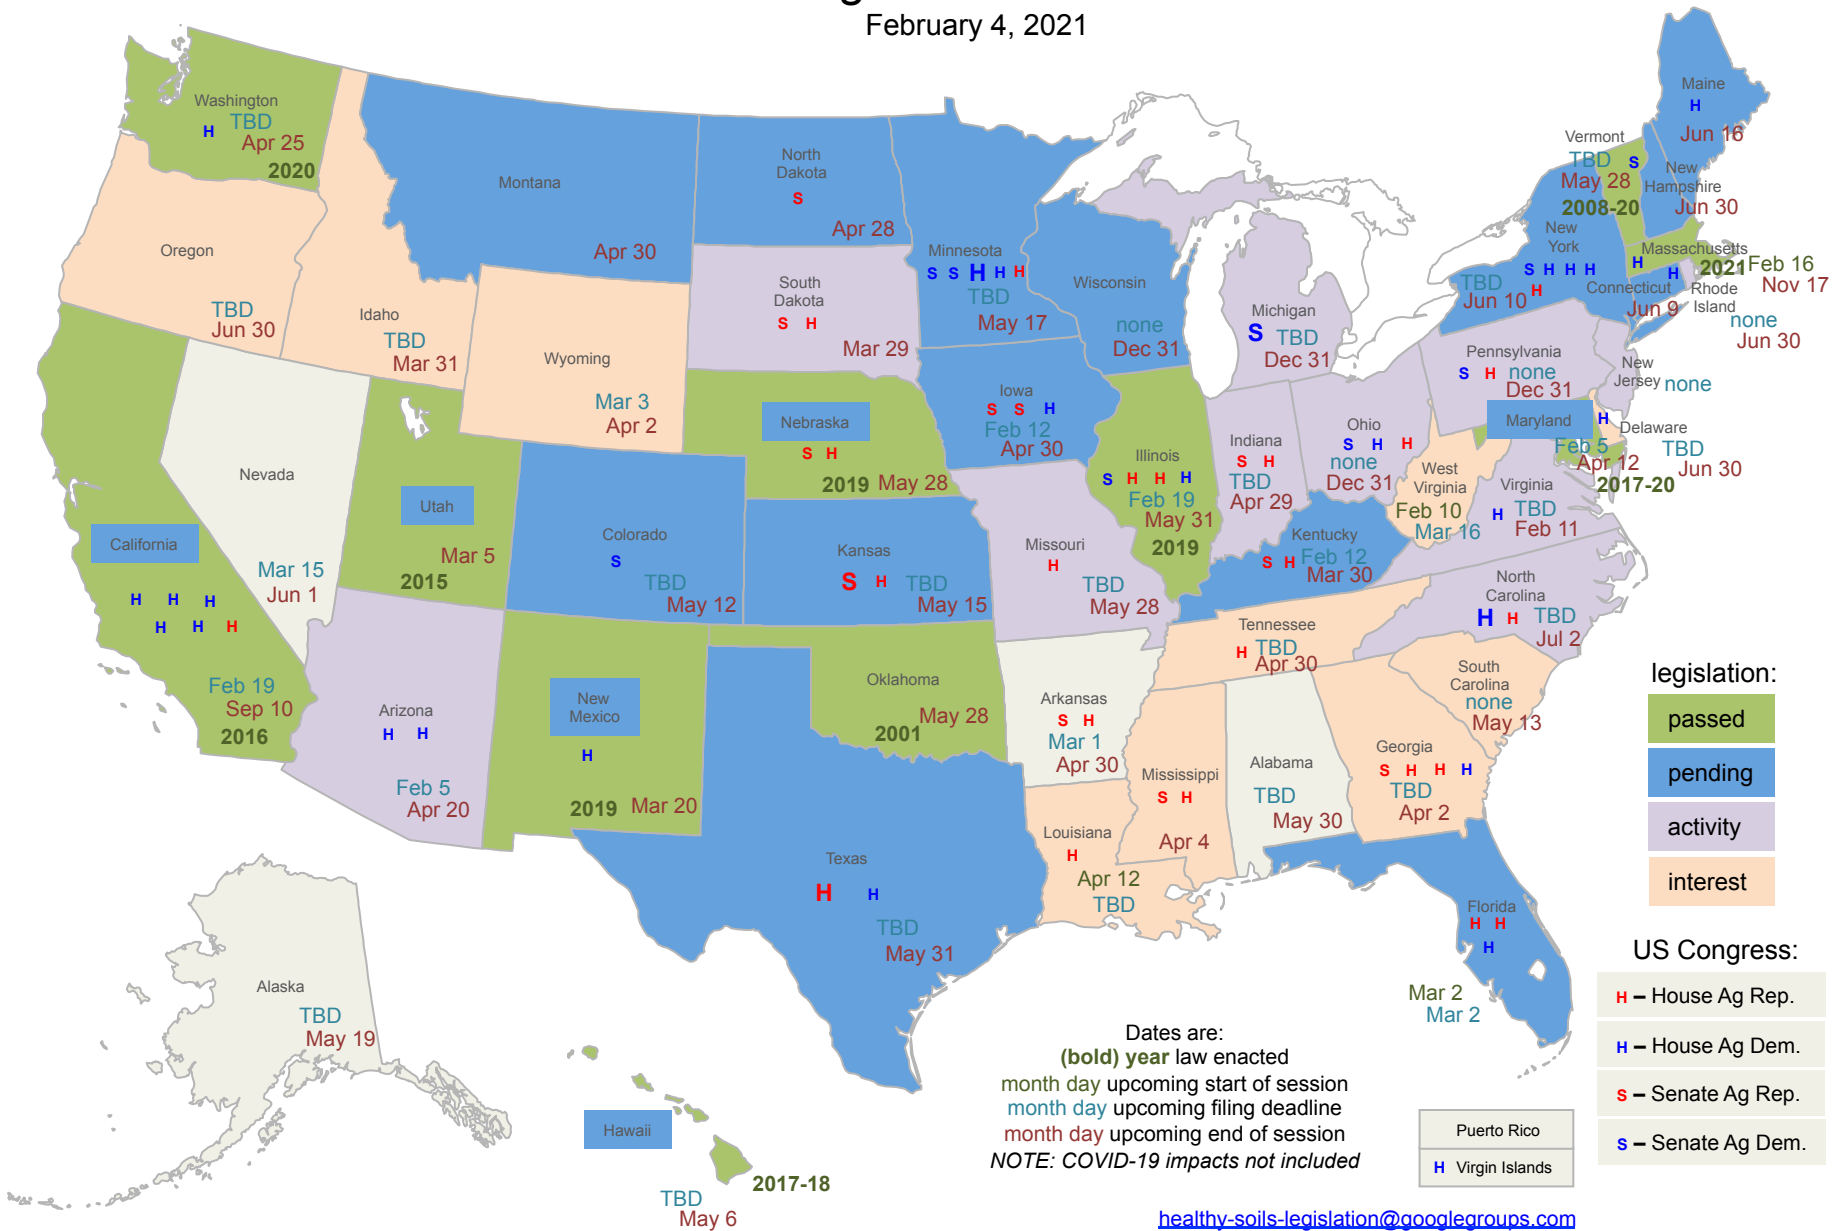 February 4, 2021
Washington
H TBD
Apr 25
2020
Oregon
TBD
Jun 30
Idaho
TBD
Mar 31
Montana
Apr 30
North
Dakota
S
Apr 28
South
Dakota
S H
Mar 29
Wyoming
Mar 3
Apr 2
Minnesota
S S H H H
TBD
May 17
Wisconsin
none
Dec 31
Michigan
S TBD
Dec 31
Maine
H
Jun 16
Vermont
TBD S
May 28
2008-20
New
Hampshire
Jun 30
New
York
S H H H
TBD H
Jun 10
Massachusetts
H
2021 Feb 16
Nov 17
H
Connecticut
Jun 9
Rhode
Island
none
Jun 30
Pennsylvania
S H none
Dec 31
New
Jersey none
Maryland
H
Feb 5
Apr 12
2017-20
Delaware
TBD
Jun 30
Nevada
Mar 15
Jun 1
Utah
Mar 5
2015
California
H H H
H H H
Feb 19
Sep 10
2016
Nebraska
S H
2019 May 28
Iowa
S S H
Feb 12
Apr 30
Illinois
S H H H
Feb 19
May 31
2019
Indiana
S H
TBD
Apr 29
Ohio
S H H
none
Dec 31
West
Virginia
Feb 10
Mar 16
Virginia
H TBD
Feb 11
Colorado
S
TBD
May 12
Kansas
S H TBD
May 15
Missouri
H
TBD
May 28
Kentucky
S H Feb 12
Mar 30
North
Carolina
H H TBD
Jul 2
Tennessee
H TBD
Apr 30
South
Carolina
none
May 13
Arizona
H H
Feb 5
Apr 20
New
Mexico
H
2019 Mar 20
Oklahoma
May 28
2001
Arkansas
S H
Mar 1
Apr 30
Mississippi
S H
Apr 4
Alabama
TBD
May 30
Georgia
S H H H
TBD
Apr 2
Louisiana
H
Apr 12
TBD
Texas
H H
TBD
May 31
Florida
H H
H
Mar 2
Mar 2
Alaska
TBD
May 19
Hawaii
2017-18
TBD
May 6
legislation:
passed
pending
activity
interest
US Congress:
H – House Ag Rep.
H – House Ag Dem.
S – Senate Ag Rep.
S – Senate Ag Dem.
Dates are:
(bold) year law enacted
month day upcoming start of session
month day upcoming filing deadline
month day upcoming end of session
NOTE: COVID-19 impacts not included
Puerto Rico
H Virgin Islands
healthy-soils-legislation@googlegroups.com